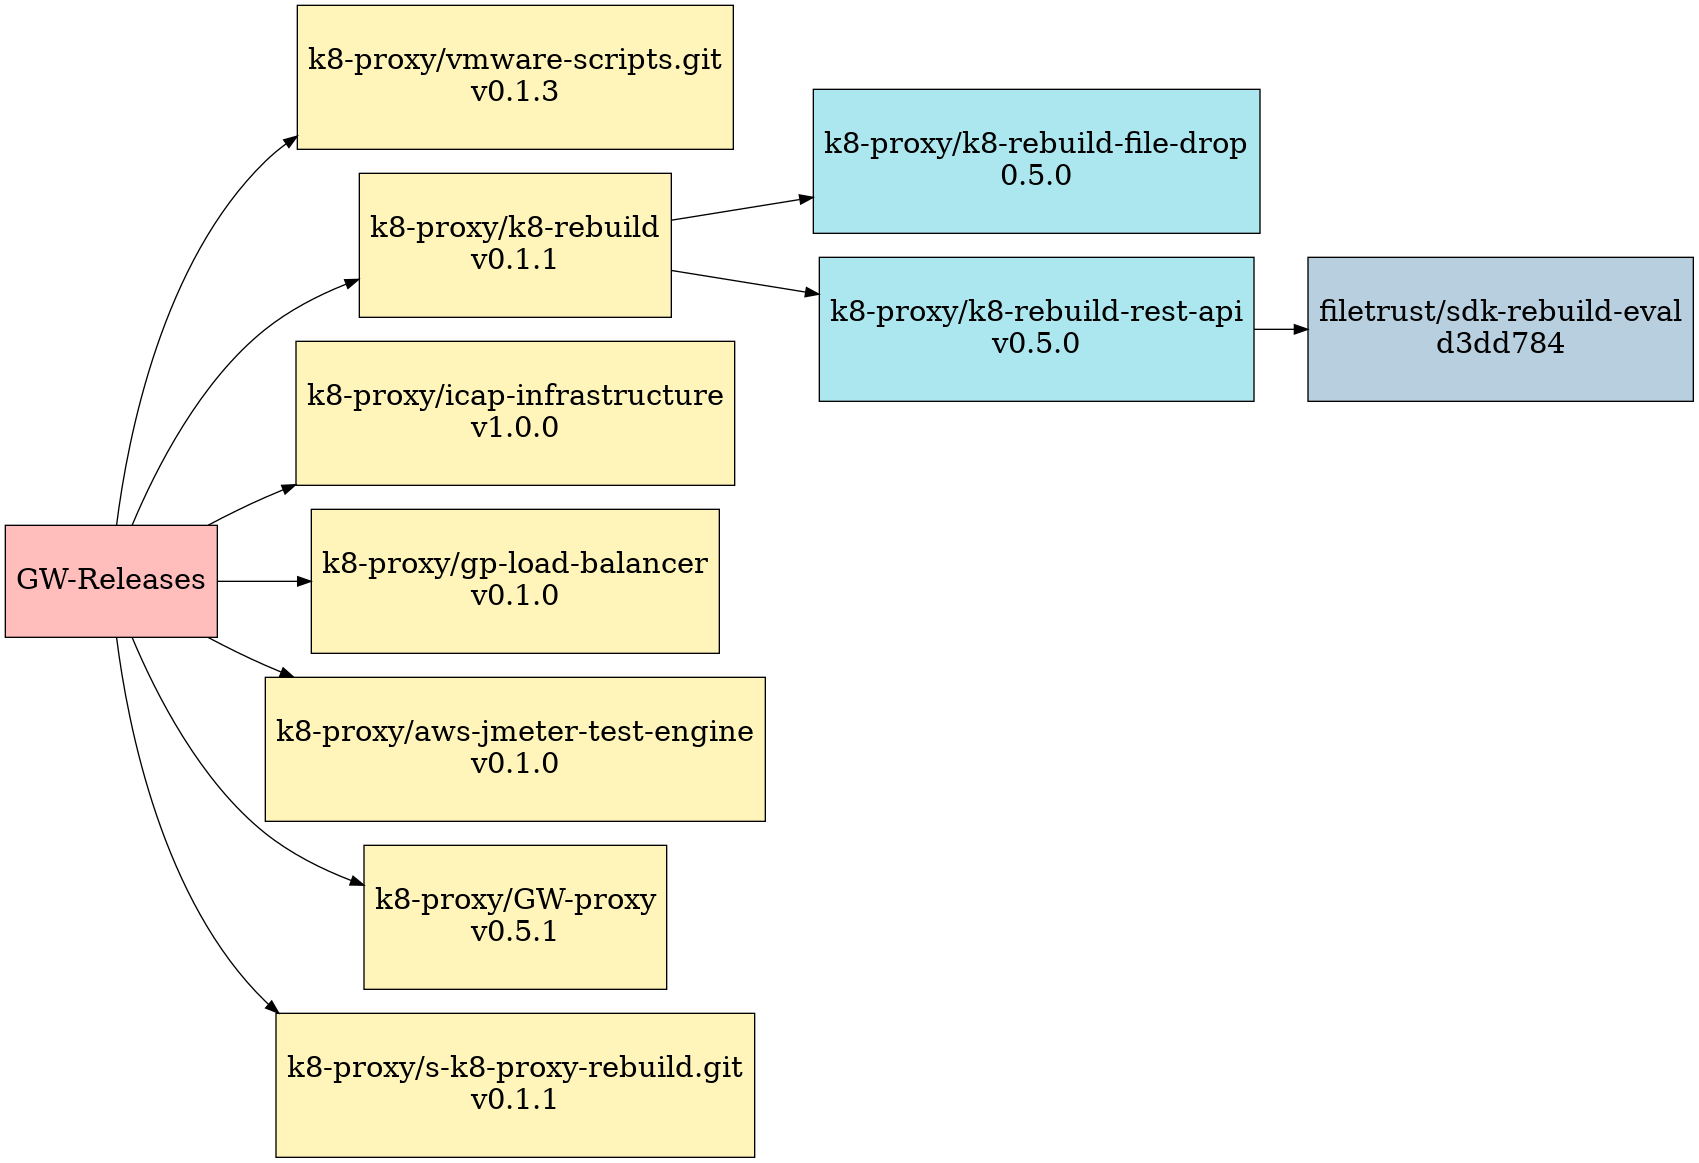 k8-proxy/vmware-scripts.git
v0.1.3
k8-proxy/k8-rebuild-file-drop
0.5.0
k8-proxy/k8-rebuild
v0.1.1
k8-proxy/k8-rebuild-rest-api
v0.5.0
filetrust/sdk-rebuild-eval
d3dd784
k8-proxy/icap-infrastructure
v1.0.0
GW-Releases
k8-proxy/gp-load-balancer
v0.1.0
k8-proxy/aws-jmeter-test-engine
v0.1.0
k8-proxy/GW-proxy
v0.5.1
k8-proxy/s-k8-proxy-rebuild.git
v0.1.1